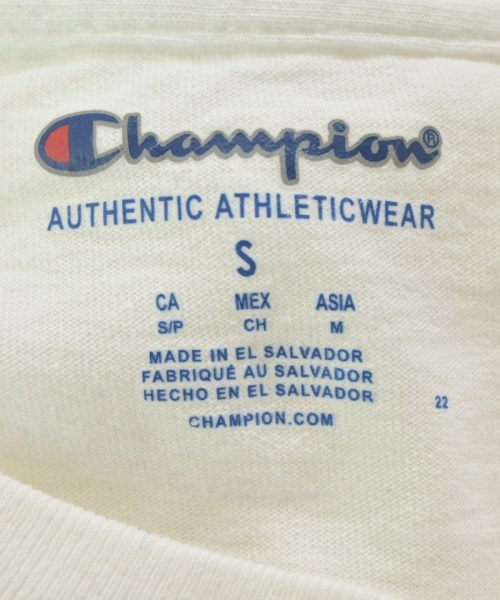 Champion®
AUTHENTIC ATHLETICWEAR
S
CA MEX ASIA
S/P CH M
MADE IN EL SALVADOR
FABRIQUÉ AU SALVADOR
HECHO EN EL SALVADOR
22
CHAMPION.COM